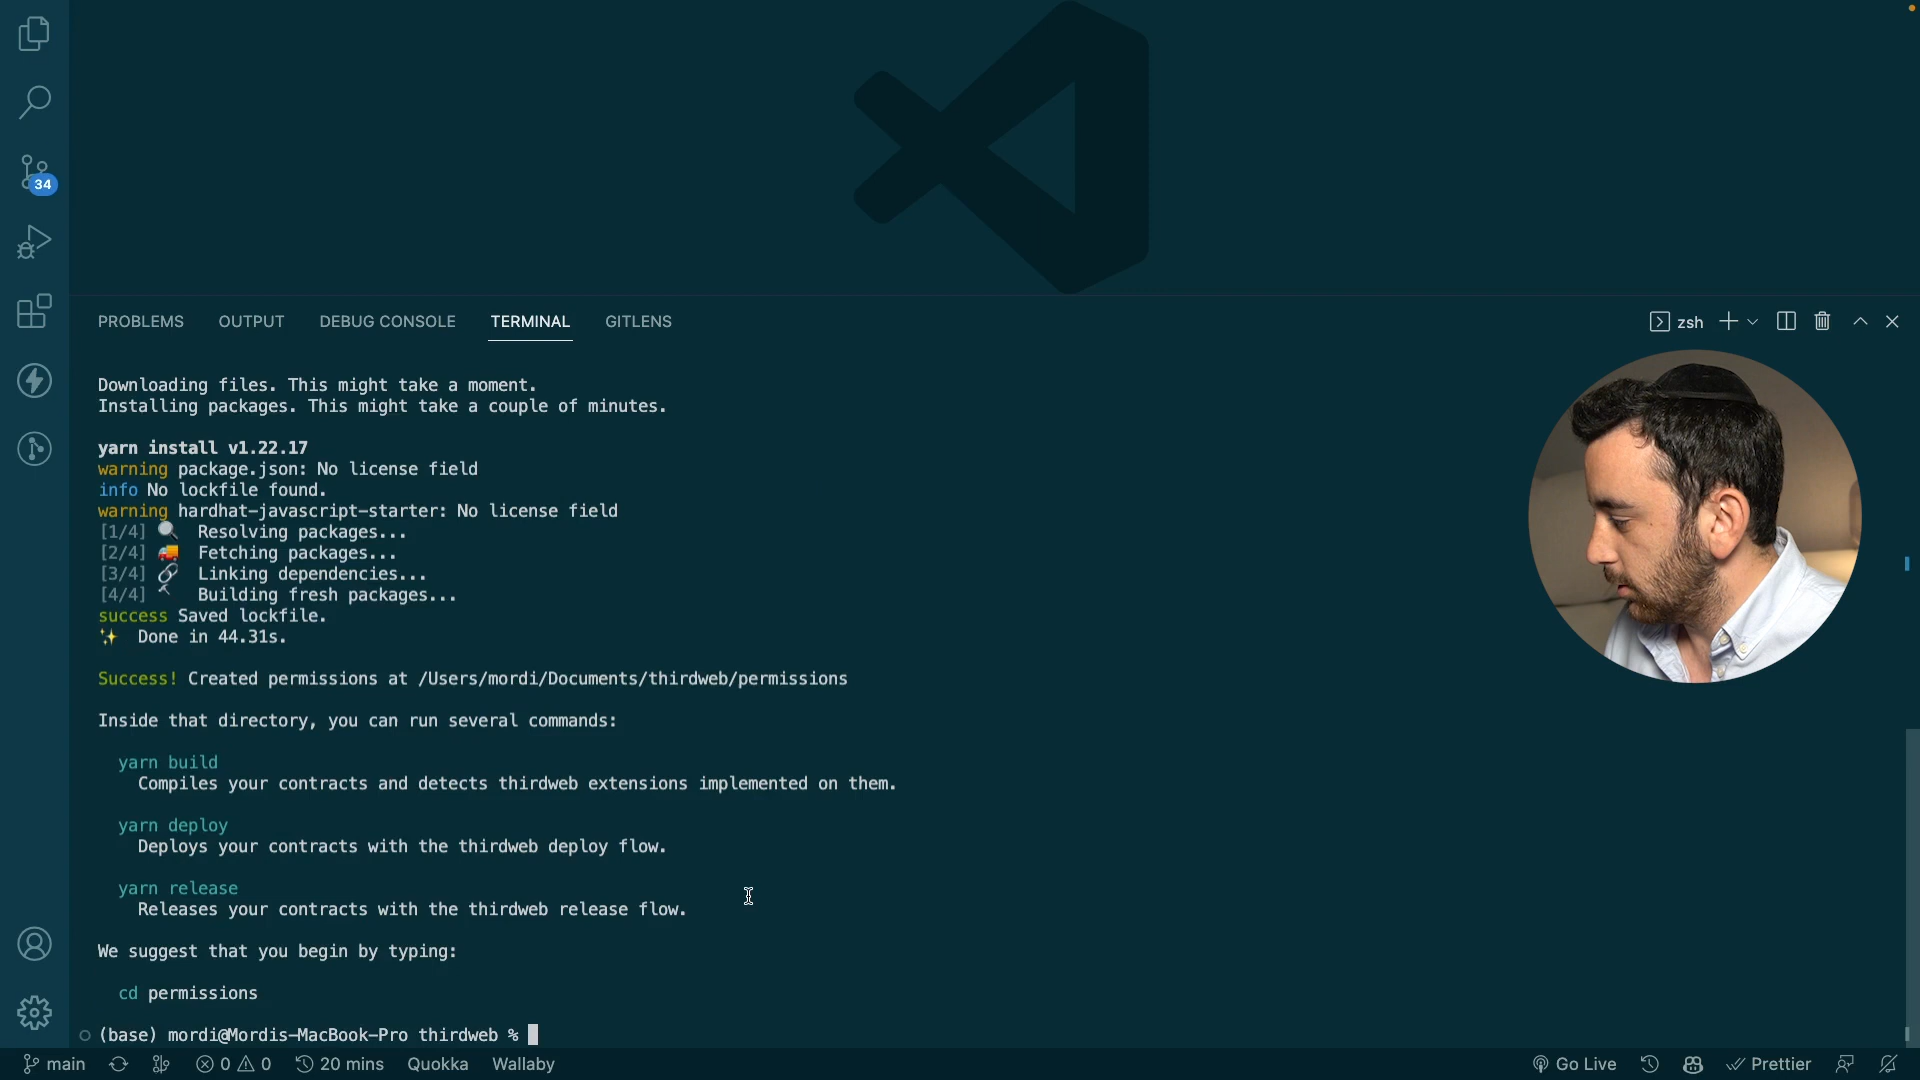 34
PROBLEMS OUTPUT DEBUG CONSOLE TERMINAL GITLENS
zsh
Downloading files. This might take a moment.
Installing packages. This might take a couple of minutes.
yarn install v1.22.17
warning package.json: No license field
info No lockfile found.
warning hardhat-javascript-starter: No license field
[1/4] 🔍 Resolving packages...
[2/4] 🚚 Fetching packages...
[3/4] 🔗 Linking dependencies...
[4/4] 🔨 Building fresh packages...
success Saved lockfile.
✨ Done in 44.31s.
Success! Created permissions at /Users/mordi/Documents/thirdweb/permissions
Inside that directory, you can run several commands:
yarn build
Compiles your contracts and detects thirdweb extensions implemented on them.
yarn deploy
Deploys your contracts with the thirdweb deploy flow.
yarn release
Releases your contracts with the thirdweb release flow.
We suggest that you begin by typing:
cd permissions
(base) mordi@Mordis-MacBook-Pro thirdweb %
main 0 0 20 mins Quokka Wallaby Go Live Prettier